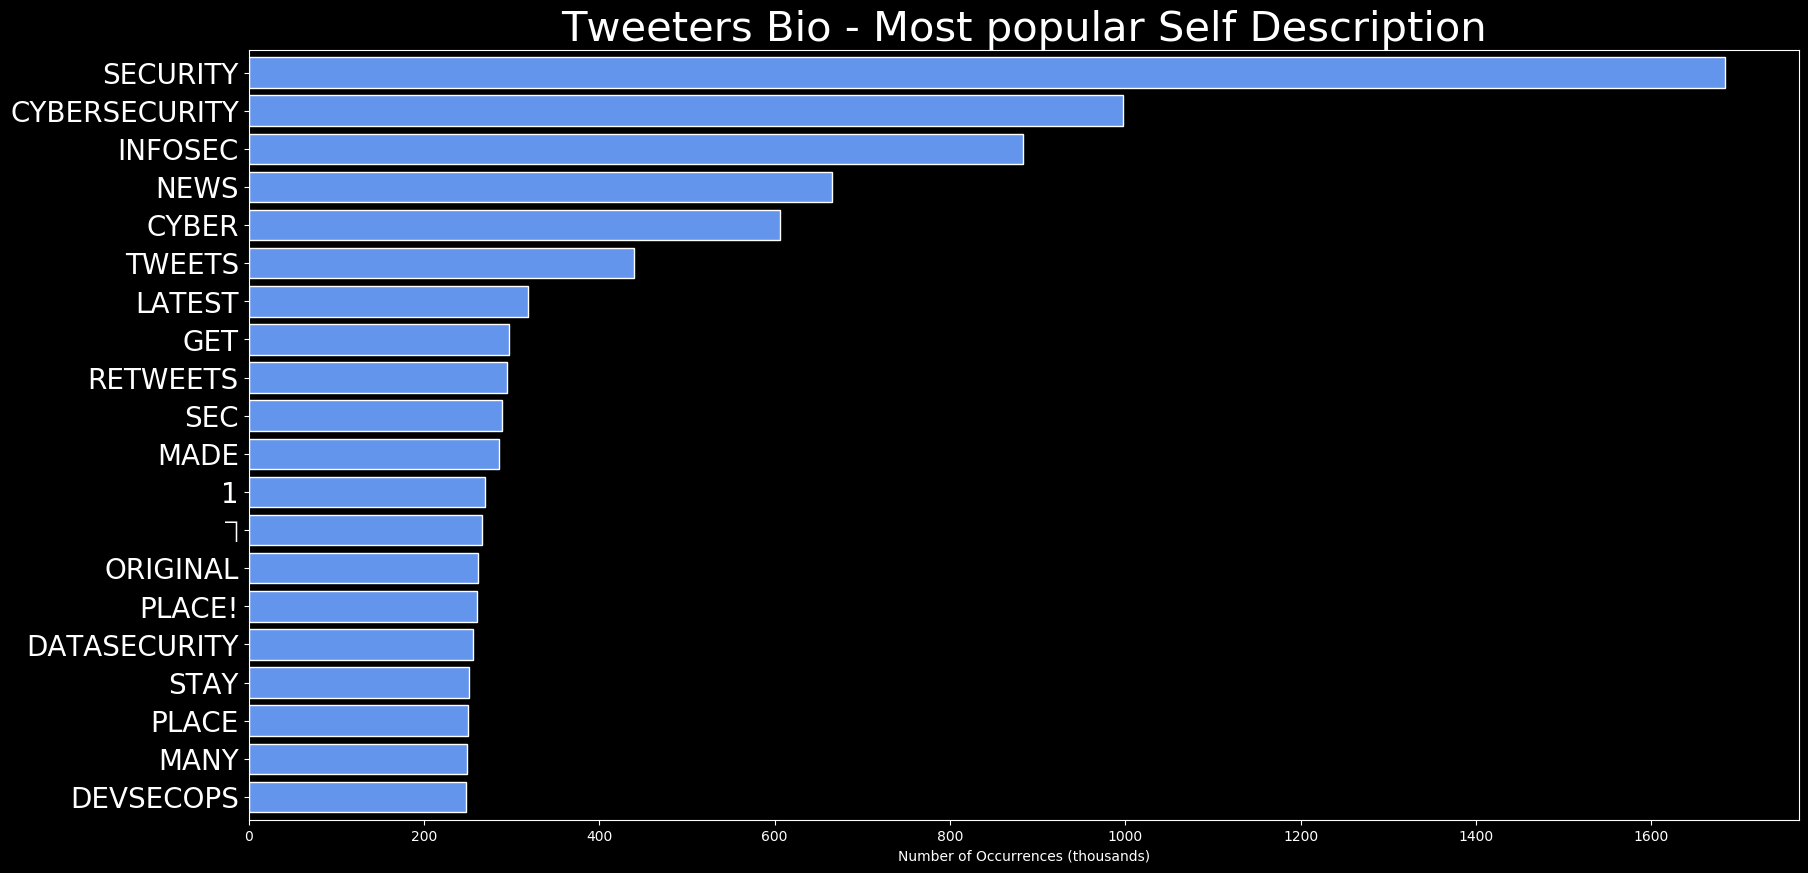 Tweeters Bio - Most popular Self Description
SECURITY
CYBERSECURITY
INFOSEC
NEWS
CYBER
TWEETS
LATEST
GET
RETWEETS
SEC
MADE
1
ORIGINAL
PLACE!
DATASECURITY
STAY
PLACE
MANY
DEVSECOPS
0 200 400 600 800 1000 1200 1400 1600
Number of Occurrences (thousands)